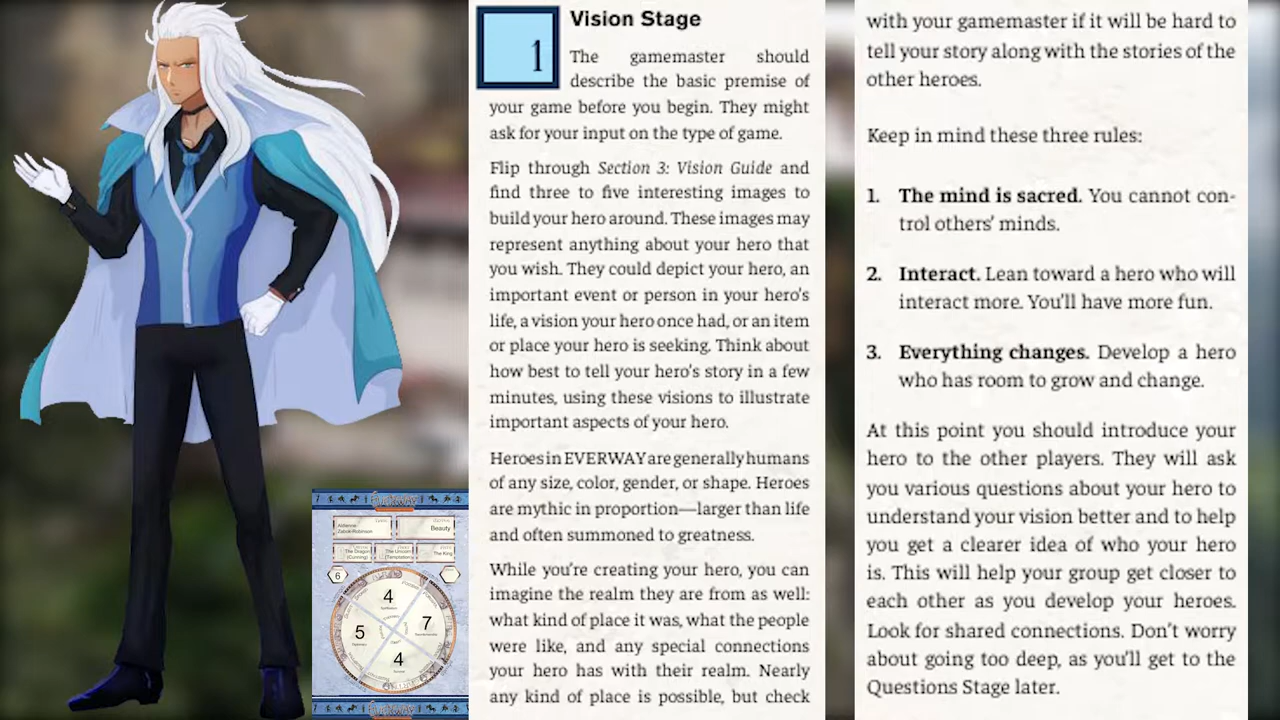 Vision Stage
1
The gamemaster should
describe the basic premise of
your game before you begin. They might
ask for your input on the type of game.
Flip through Section 3: Vision Guide and
find three to five interesting images to
build your hero around. These images may
represent anything about your hero that
you wish. They could depict your hero, an
important event or person in your hero's
life, a vision your hero once had, or an item
or place your hero is seeking. Think about
how best to tell your hero's story in a few
minutes, using these visions to illustrate
important aspects of your hero.
Heroes in EVERWAY are generally humans
of any size, color, gender, or shape. Heroes
are mythic in proportion—larger than life
and often summoned to greatness.
While you're creating your hero, you can
imagine the realm they are from as well:
what kind of place it was, what the people
were like, and any special connections
your hero has with their realm. Nearly
any kind of place is possible, but check
with your gamemaster if it will be hard to
tell your story along with the stories of the
other heroes.
Keep in mind these three rules:
1. The mind is sacred. You cannot con-
trol others' minds.
2. Interact. Lean toward a hero who will
interact more. You'll have more fun.
3. Everything changes. Develop a hero
who has room to grow and change.
At this point you should introduce your
hero to the other players. They will ask
you various questions about your hero to
understand your vision better and to help
you get a clearer idea of who your hero
is. This will help your group get closer to
each other as you develop your heroes.
Look for shared connections. Don't worry
about going too deep, as you'll get to the
Questions Stage later.
EVERWAY
Beauty
The Dragon
The Unicorn
The King
(Cunning)
6
4
5
7
4